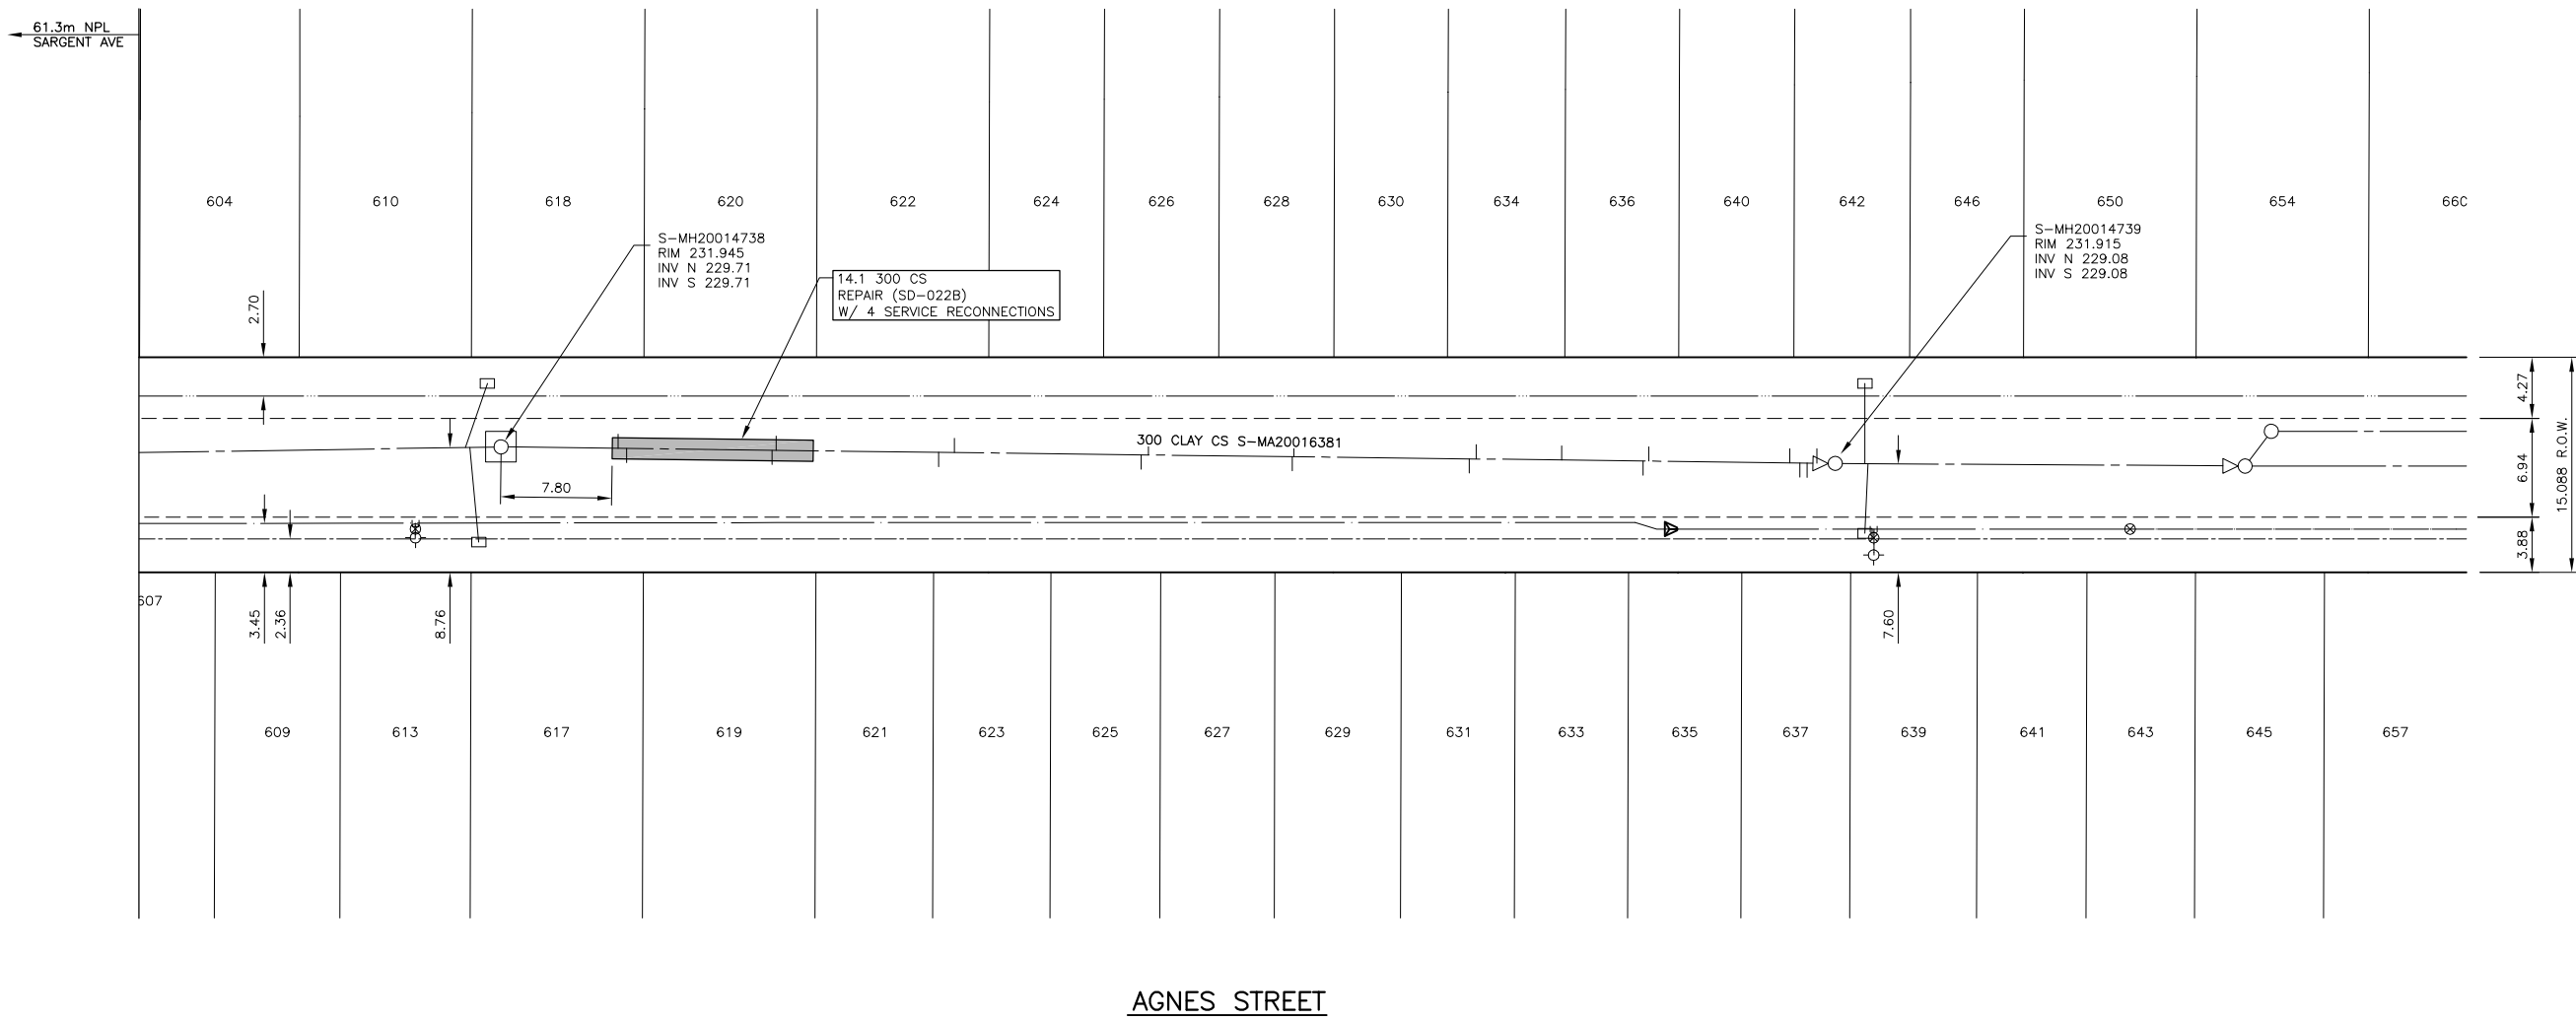 61.3m NPL
SARGENT AVE
604
610
618
620
622
624
626
628
630
634
636
640
642
646
650
654
660
S-MH20014738
RIM 231.945
INV N 229.71
INV S 229.71
14.1 300 CS
REPAIR (SD-022B)
W/ 4 SERVICE RECONNECTIONS
S-MH20014739
RIM 231.915
INV N 229.08
INV S 229.08
2.70
4.27
6.94
3.88
15.088 R.O.W.
300 CLAY CS S-MA20016381
7.80
607
3.45
2.36
8.76
7.60
609
613
617
619
621
623
625
627
629
631
633
635
637
639
641
643
645
657
AGNES STREET